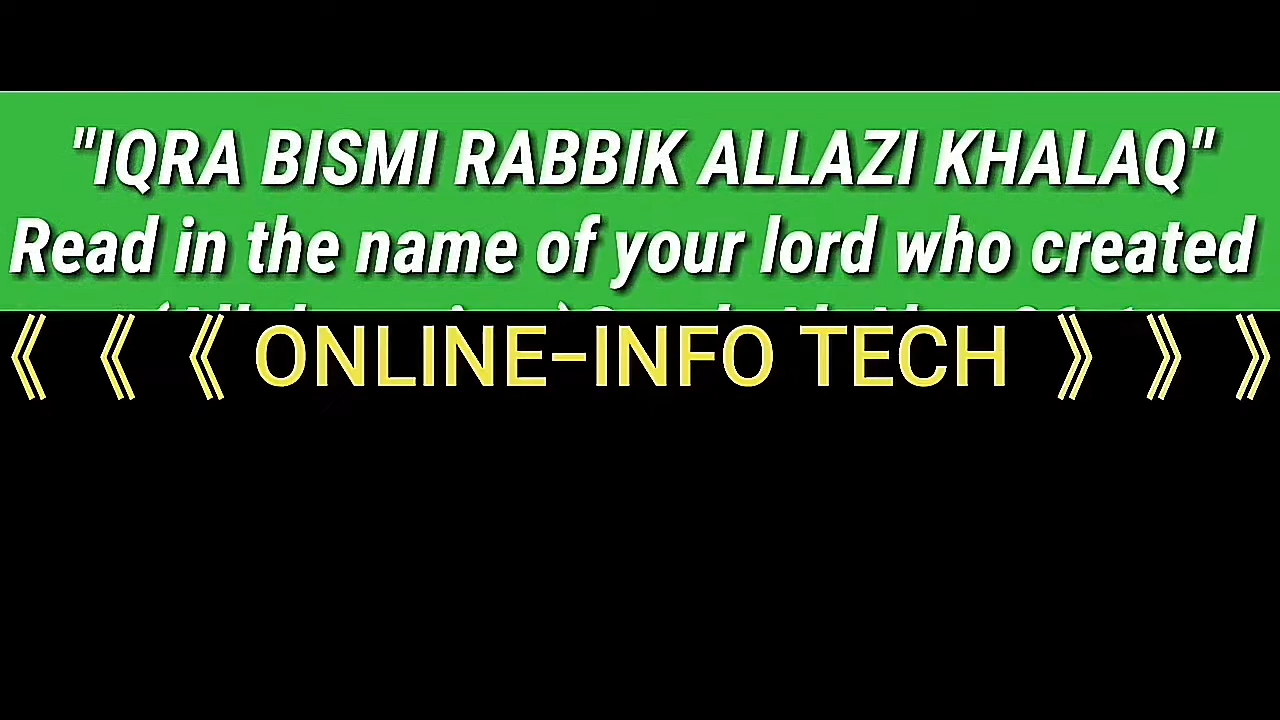 "IQRA BISMI RABBIK ALLAZI KHALAQ"
Read in the name of your lord who created
《 《 《 ONLINE-INFO TECH 》 》 》